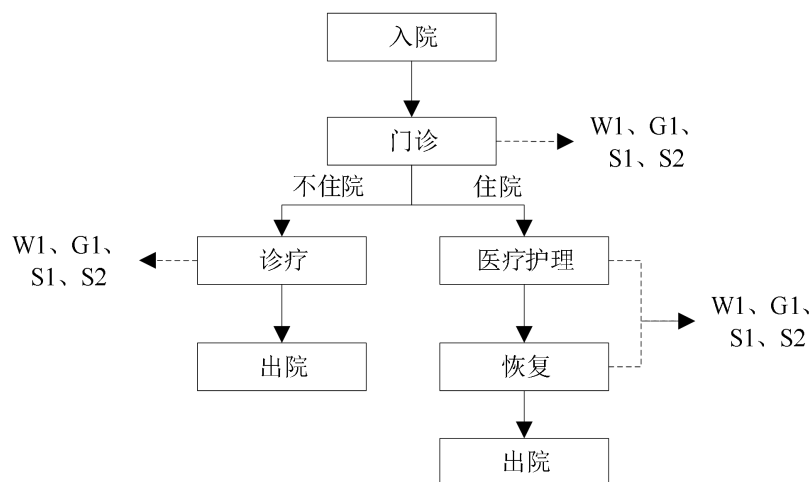 入院
门诊
W1、G1、
S1、S2
不住院
住院
W1、G1、
S1、S2
诊疗
医疗护理
W1、G1、
S1、S2
出院
恢复
出院